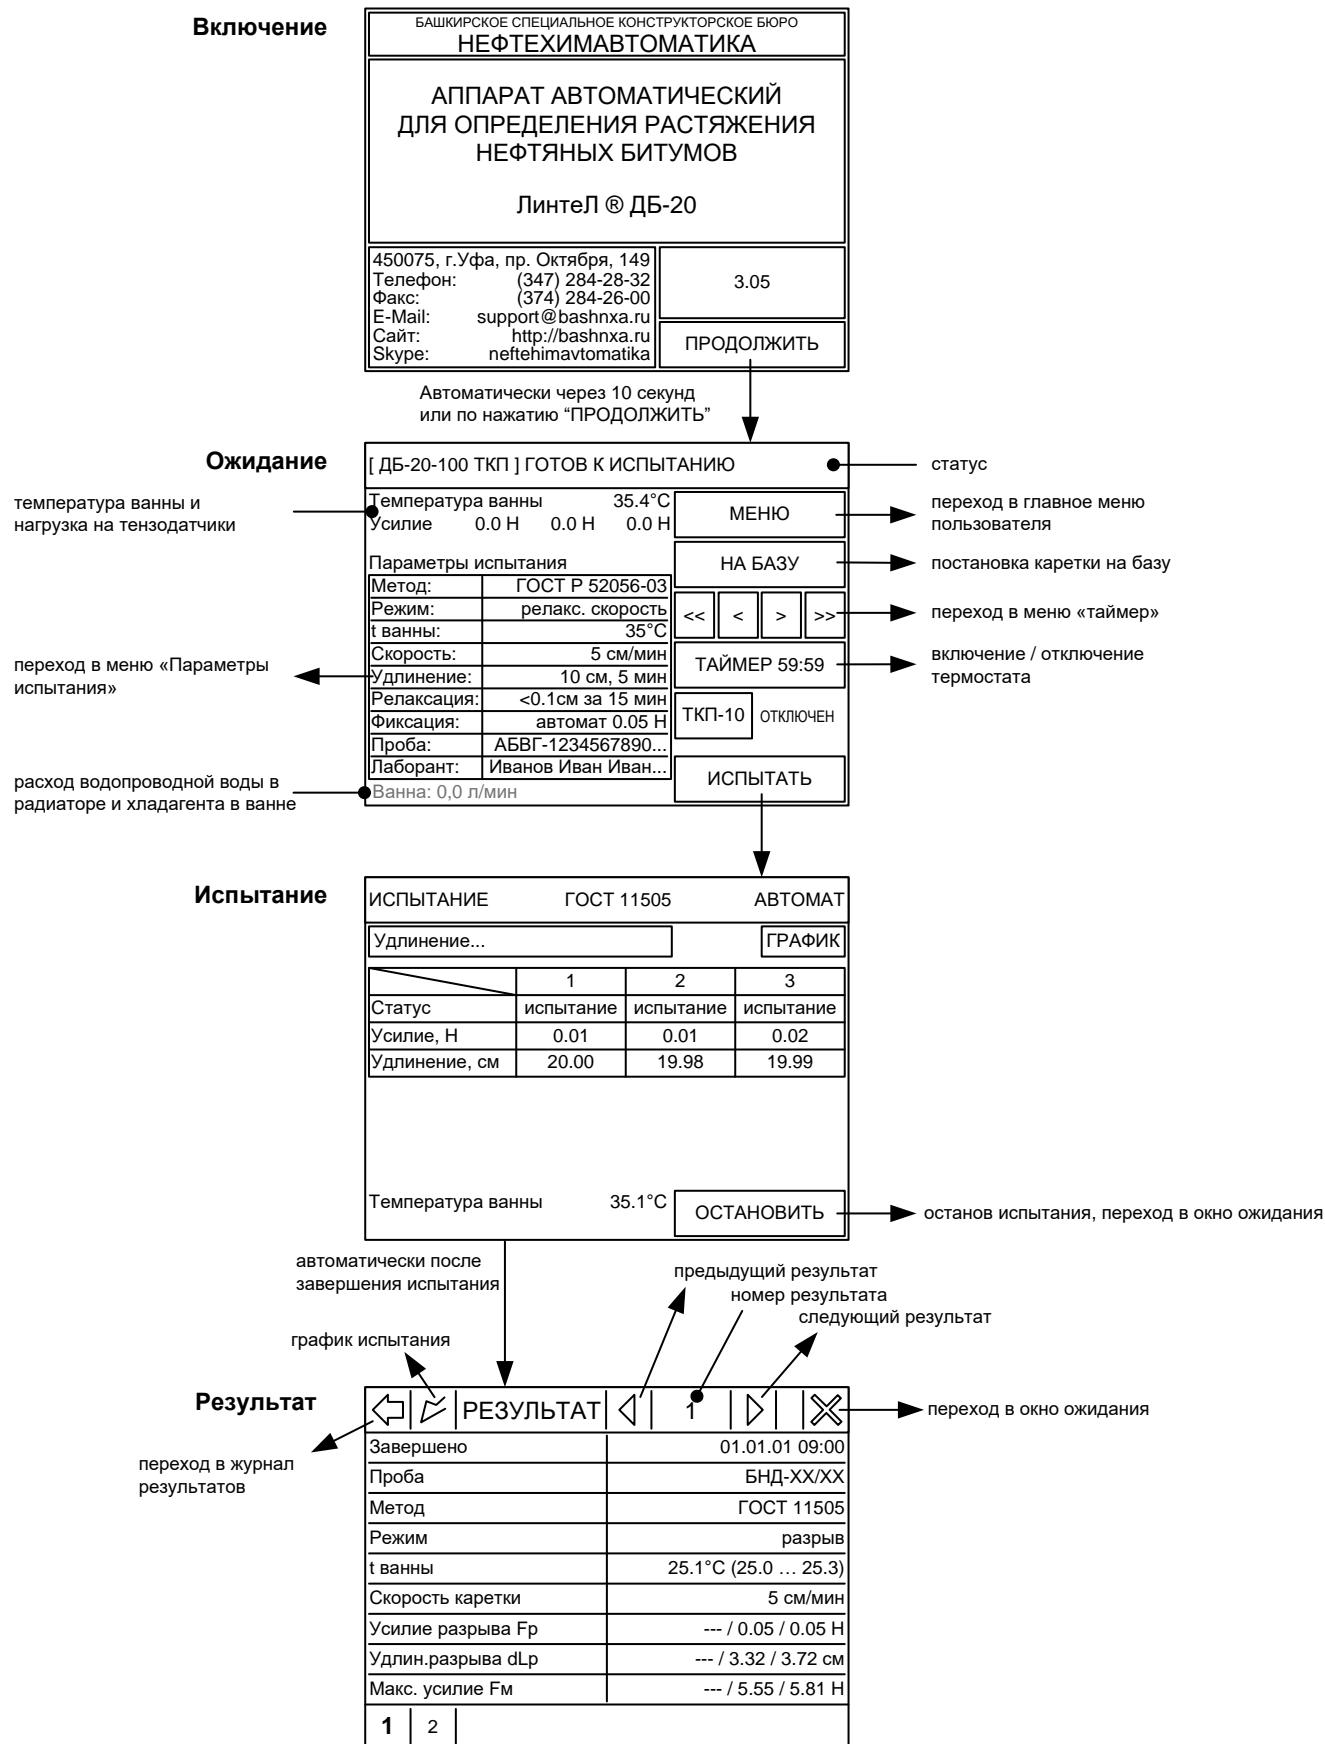 Включение
БАШКИРСКОЕ СПЕЦИАЛЬНОЕ КОНСТРУКТОРСКОЕ БЮРО
НЕФТЕХИМАВТОМАТИКА
АППАРАТ АВТОМАТИЧЕСКИЙ
ДЛЯ ОПРЕДЕЛЕНИЯ РАСТЯЖЕНИЯ
НЕФТЯНЫХ БИТУМОВ
ЛинтеЛ ® ДБ-20
450075, г.Уфа, пр. Октября, 149
Телефон: (347) 284-28-32
Факс: (374) 284-26-00
E-Mail: support@bashnxa.ru
Сайт: http://bashnxa.ru
Skype: neftehimavtomatika
3.05
ПРОДОЛЖИТЬ
Автоматически через 10 секунд
или по нажатию “ПРОДОЛЖИТЬ”
Ожидание
[ ДБ-20-100 ТКП ] ГОТОВ К ИСПЫТАНИЮ
статус
температура ванны и
нагрузка на тензодатчики
Температура ванны 35.4°C
Усилие 0.0 Н 0.0 Н 0.0 Н
МЕНЮ
переход в главное меню
пользователя
НА БАЗУ
постановка каретки на базу
<< < > >>
переход в меню «таймер»
ТАЙМЕР 59:59
включение / отключение
термостата
ТКП-10 ОТКЛЮЧЕН
ИСПЫТАТЬ
Параметры испытания
Метод: ГОСТ Р 52056-03
Режим: релакс. скорость
t ванны: 35°C
Скорость: 5 см/мин
Удлинение: 10 см, 5 мин
Релаксация: <0.1см за 15 мин
Фиксация: автомат 0.05 Н
Проба: АБВГ-1234567890...
Лаборант: Иванов Иван Иван...
Ванна: 0,0 л/мин
переход в меню «Параметры
испытания»
расход водопроводной воды в
радиаторе и хладагента в ванне
Испытание
ИСПЫТАНИЕ ГОСТ 11505 АВТОМАТ
Удлинение... ГРАФИК
1 2 3
Статус испытание испытание испытание
Усилие, Н 0.01 0.01 0.02
Удлинение, см 20.00 19.98 19.99
Температура ванны 35.1°C
ОСТАНОВИТЬ
останов испытания, переход в окно ожидания
автоматически после
завершения испытания
предыдущий результат
номер результата
следующий результат
график испытания
Результат
РЕЗУЛЬТАТ 1
переход в окно ожидания
переход в журнал
результатов
Завершено 01.01.01 09:00
Проба БНД-ХХ/ХХ
Метод ГОСТ 11505
Режим разрыв
t ванны 25.1°C (25.0 … 25.3)
Скорость каретки 5 см/мин
Усилие разрыва Fр --- / 0.05 / 0.05 Н
Удлин.разрыва dLр --- / 3.32 / 3.72 см
Макс. усилие Fм --- / 5.55 / 5.81 Н
1 2